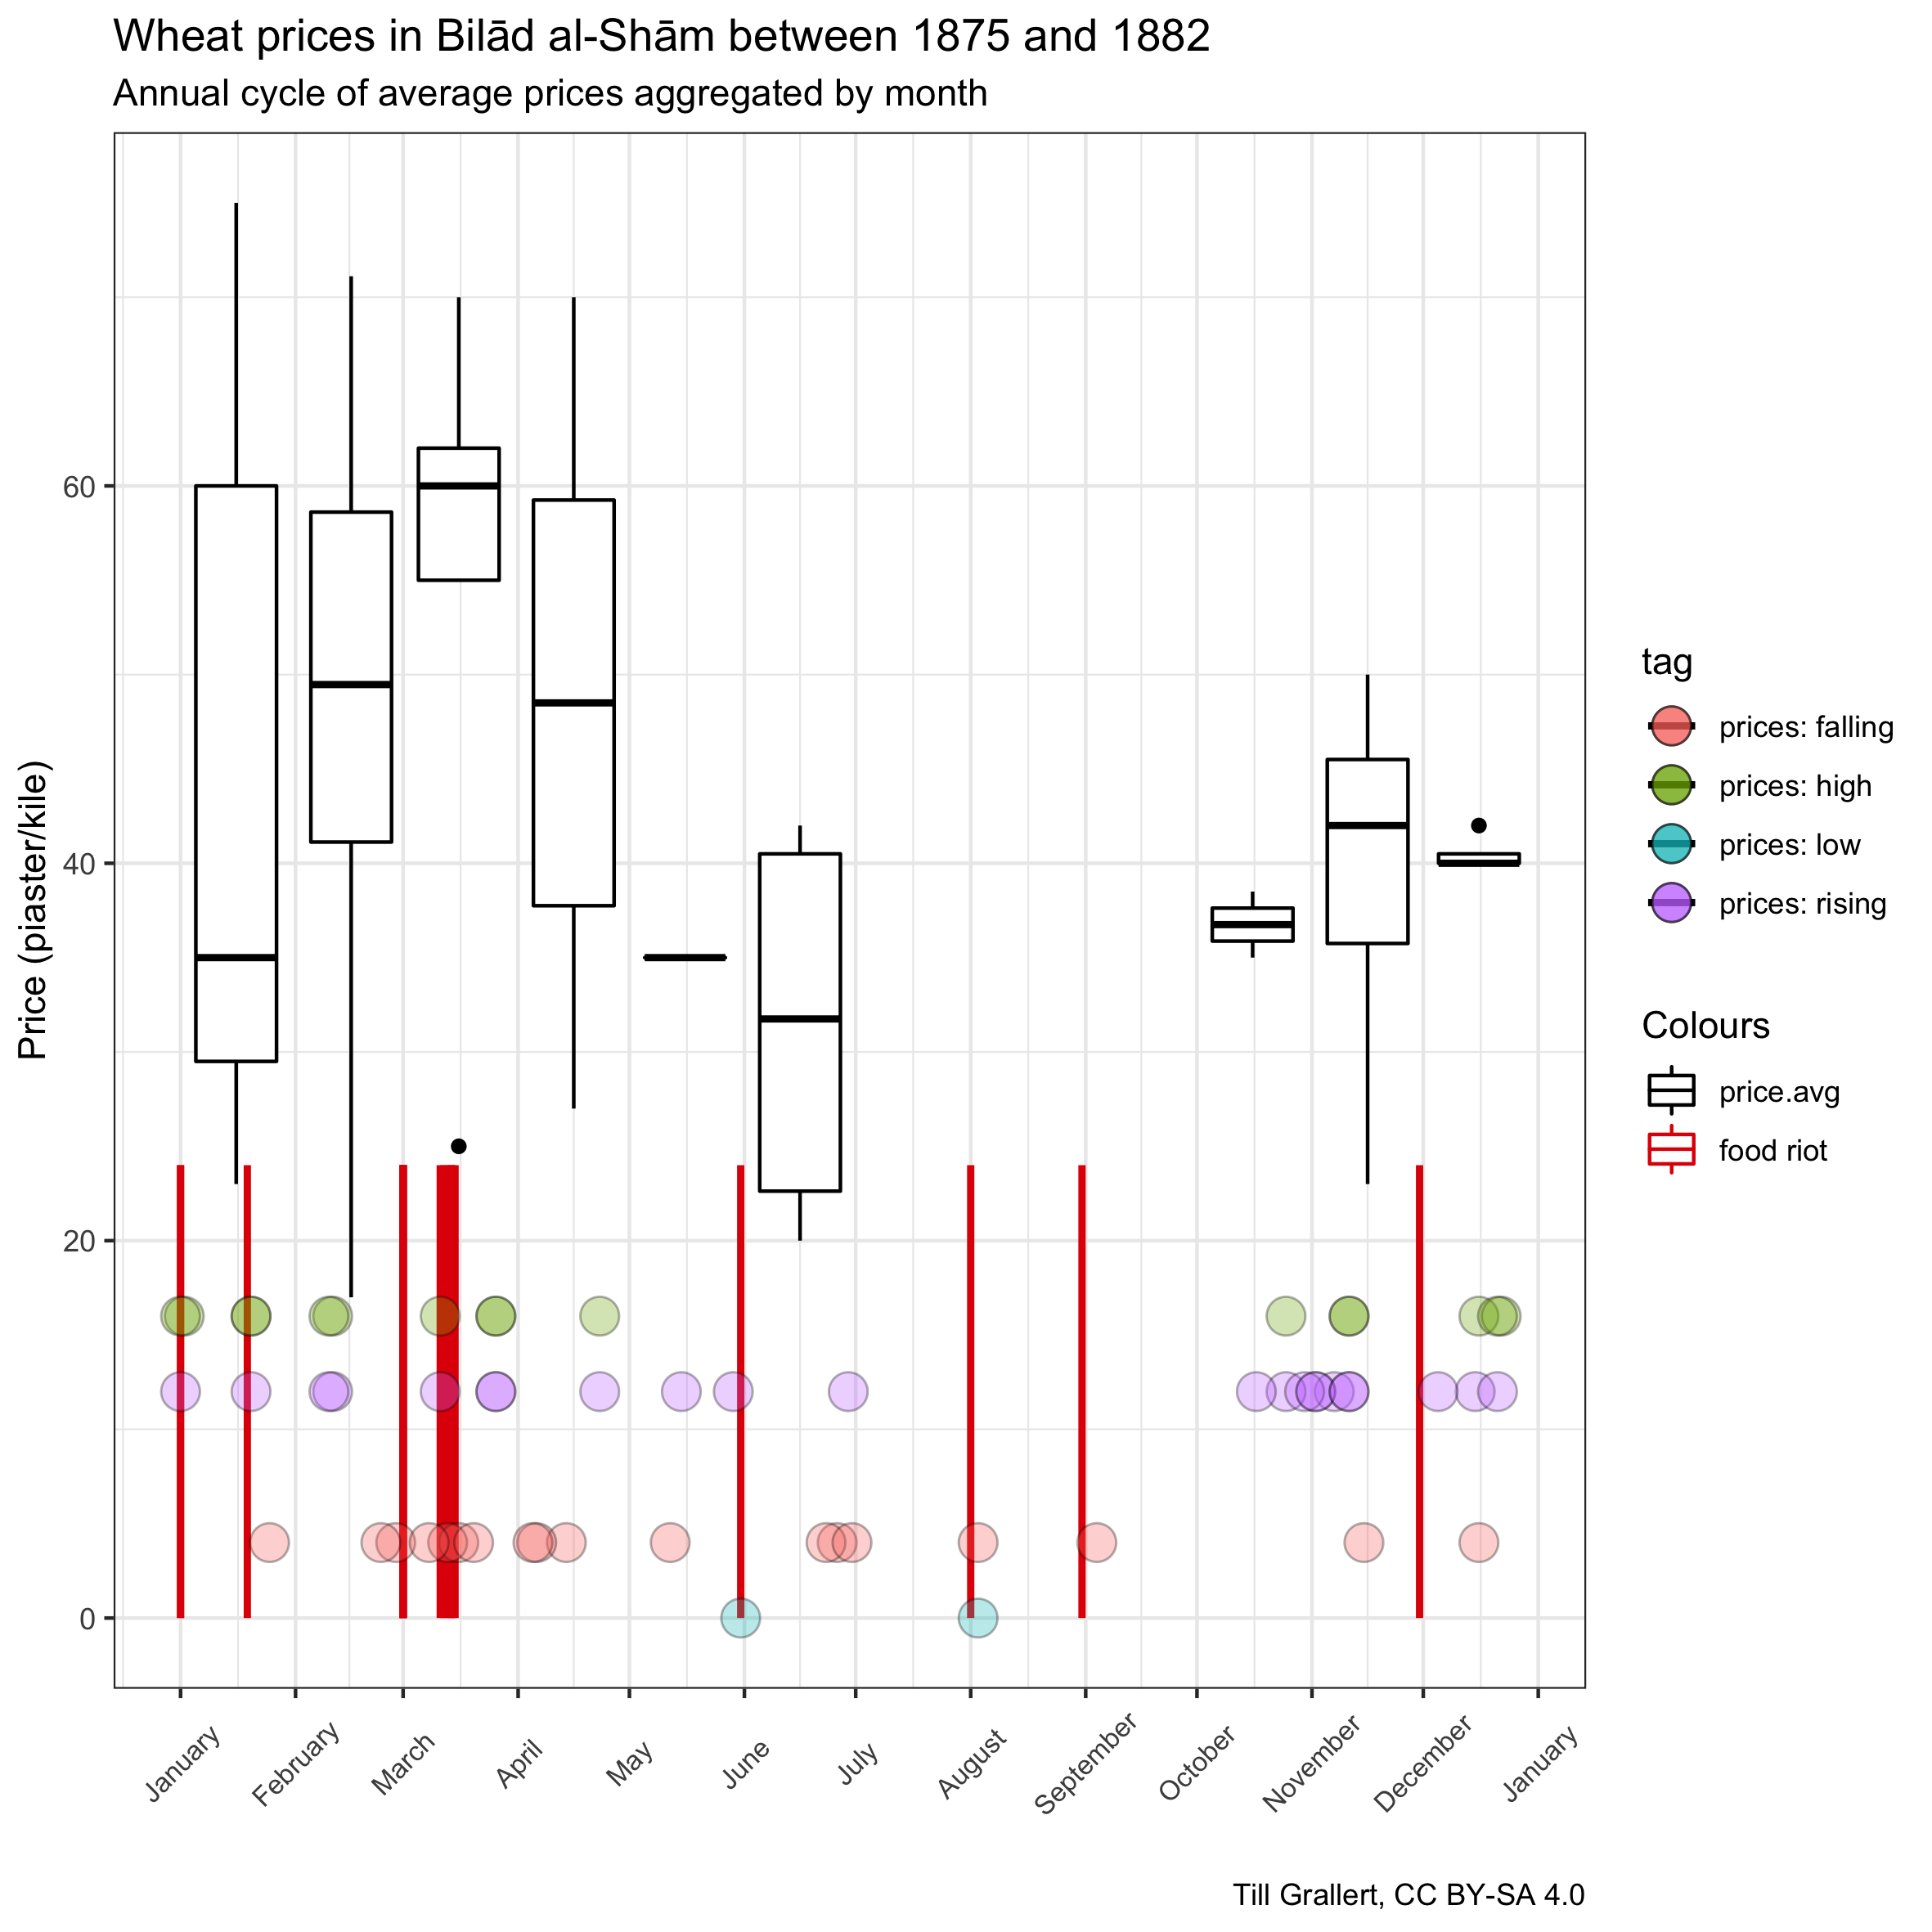 Wheat prices in Bilād al-Shām between 1875 and 1882
Annual cycle of average prices aggregated by month
Price (piaster/kile)
60
40
20
0
January
February
March
April
May
June
July
August
September
October
November
December
January
tag
prices: falling
prices: high
prices: low
prices: rising
Colours
price.avg
food riot
Till Grallert, CC BY-SA 4.0